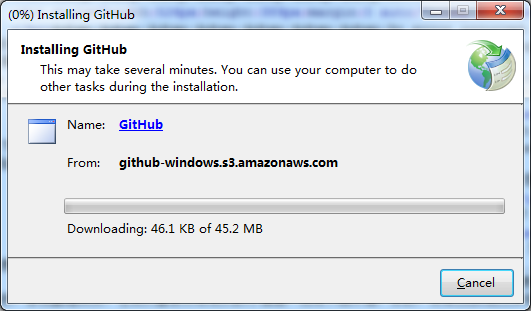 (0%) Installing GitHub
Installing GitHub
This may take several minutes. You can use your computer to do
other tasks during the installation.
Name: GitHub
From: github-windows.s3.amazonaws.com
Downloading: 46.1 KB of 45.2 MB
Cancel